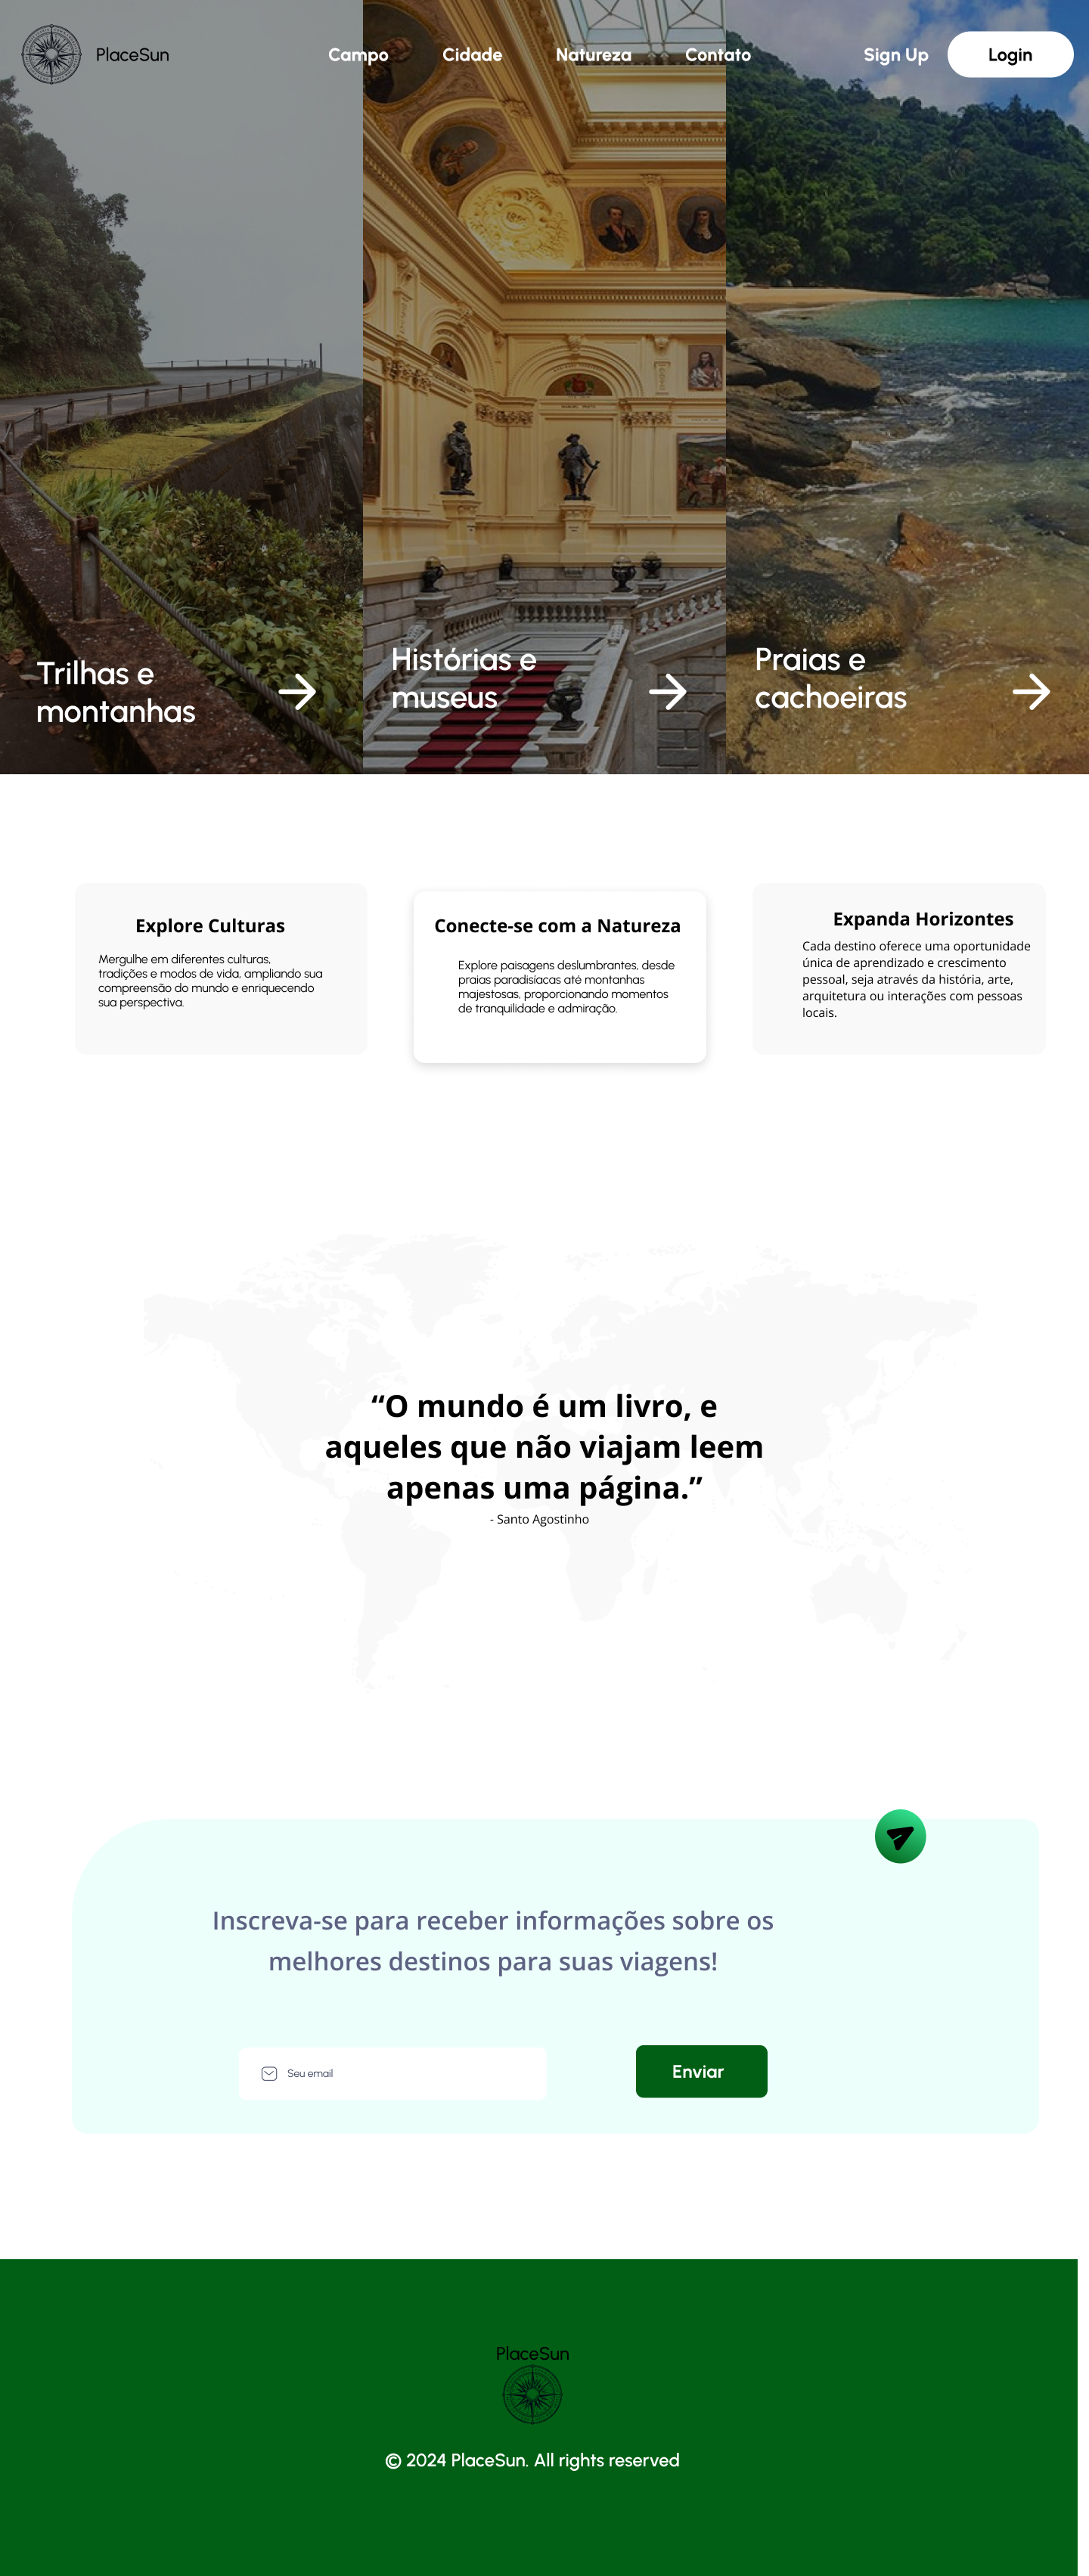 PlaceSun
Campo
Cidade
Natureza
Contato
Sign Up
Login
Trilhas e
montanhas
Histórias e
museus
Praias e
cachoeiras
Explore Culturas
Mergulhe em diferentes culturas,
tradições e modos de vida, ampliando sua
compreensão do mundo e enriquecendo
sua perspectiva.
Conecte-se com a Natureza
Explore paisagens deslumbrantes, desde
praias paradisíacas até montanhas
majestosas, proporcionando momentos
de tranquilidade e admiração.
Expanda Horizontes
Cada destino oferece uma oportunidade
única de aprendizado e crescimento
pessoal, seja através da história, arte,
arquitetura ou interações com pessoas
locais.
“O mundo é um livro, e
aqueles que não viajam leem
apenas uma página.”
- Santo Agostinho
Inscreva-se para receber informações sobre os
melhores destinos para suas viagens!
Seu email
Enviar
PlaceSun
© 2024 PlaceSun. All rights reserved